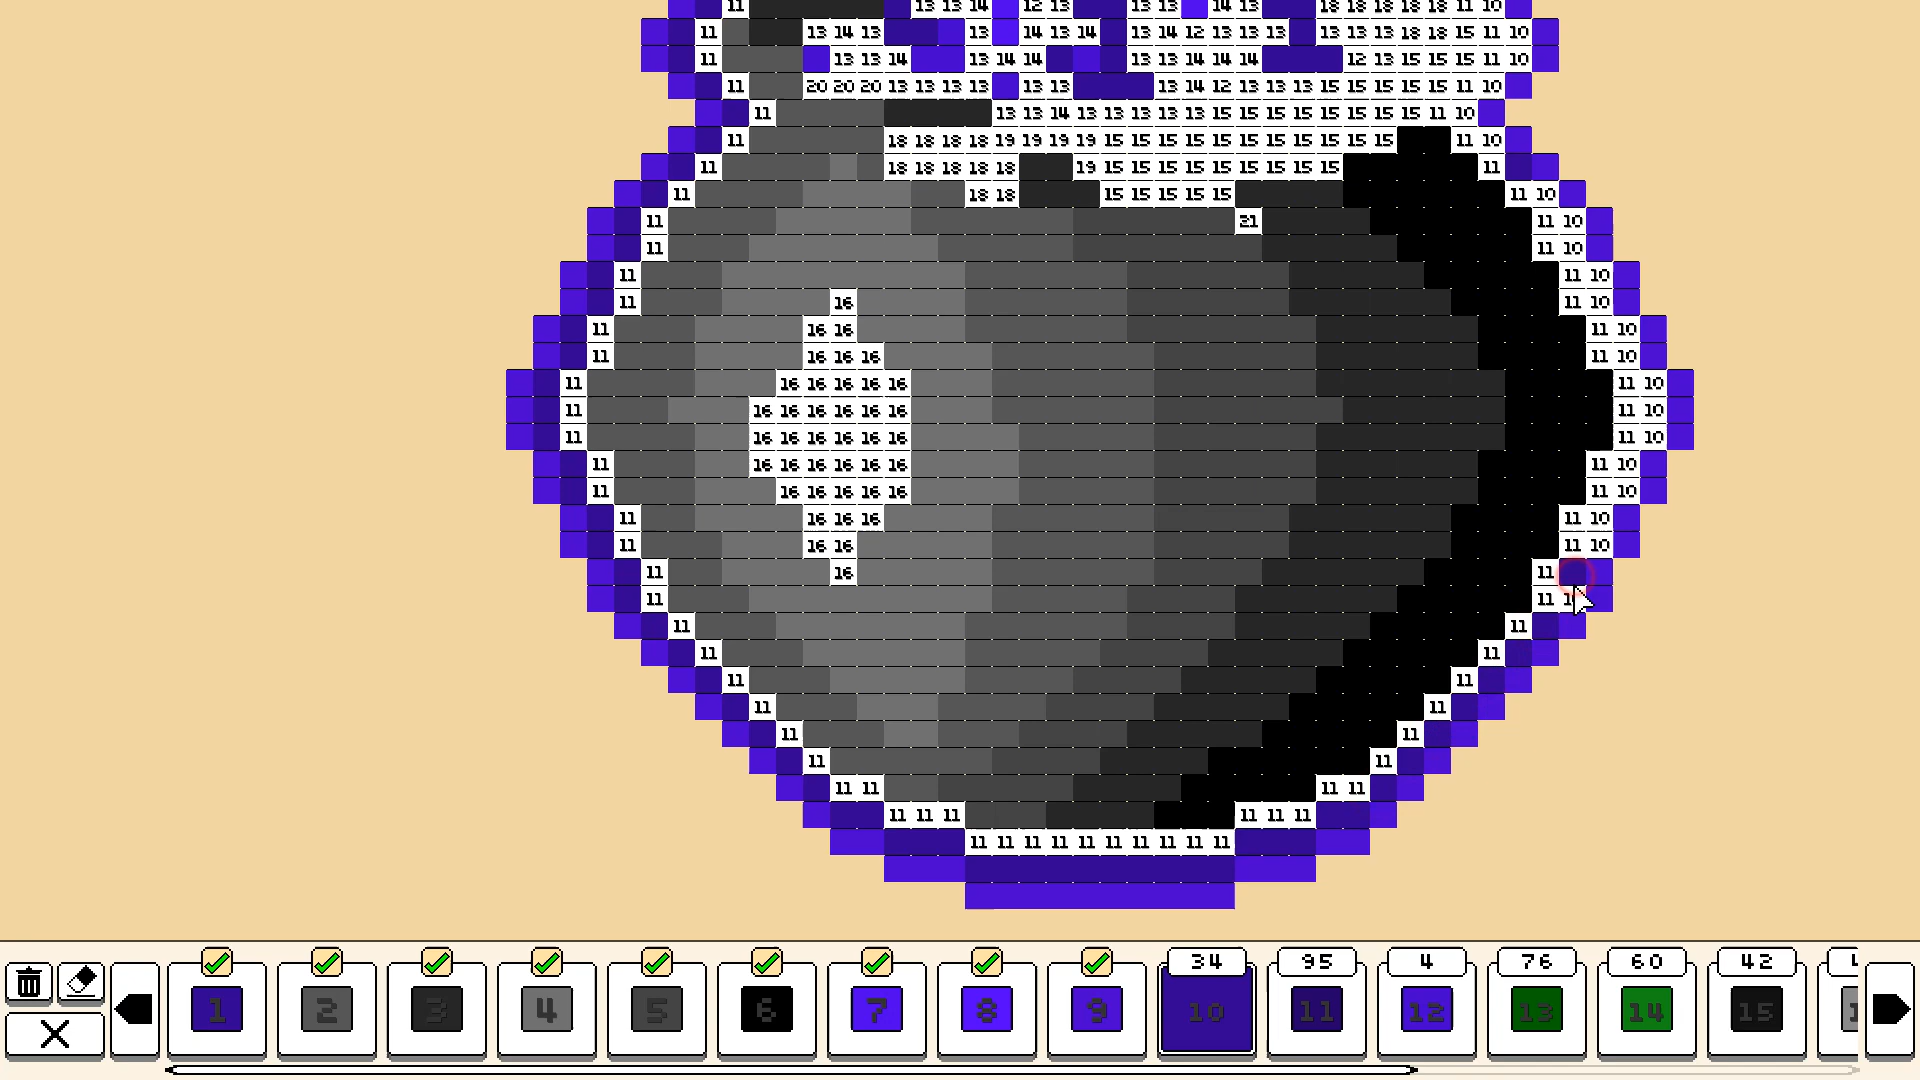 11 13 13 14 12 13 13 13 14 13 18 18 18 18 18 11 10
11 13 14 13 13 14 13 14 13 14 12 13 13 13 13 13 13 18 18 15 11 10
11 13 13 14 13 14 14 13 13 14 14 14 12 13 15 15 15 11 10
11 20 20 20 13 13 13 13 13 13 13 14 12 13 13 13 15 15 15 15 11 10
11 13 13 14 13 13 13 13 13 15 15 15 15 15 15 15 15 11 10
11 18 18 18 18 19 19 19 19 15 15 15 15 15 15 15 15 15 15 15 11 10
11 18 18 18 18 18 19 15 15 15 15 15 15 15 15 15 11
11 18 18 15 15 15 15 15 11 10
11 21 11 10
11 11 10
11 11 10
11 16 11 10
11 16 16 11 10
11 16 16 16 11 10
11 16 16 16 16 16 11 10
11 16 16 16 16 16 16 11 10
11 16 16 16 16 16 16 11 10
11 16 16 16 16 16 16 11 10
11 16 16 16 16 16 11 10
11 16 16 16 11 10
11 16 16 11 10
11 16 11
11 11 10
11 11
11 11
11 11
11 11
11 11
11 11
11 11 11 11
11 11 11 11 11 11
11 11 11 11 11 11 11 11 11 11
34 95 4 76 60 42
1 2 3 4 5 6 7 8 9 10 11 12 13 14 15